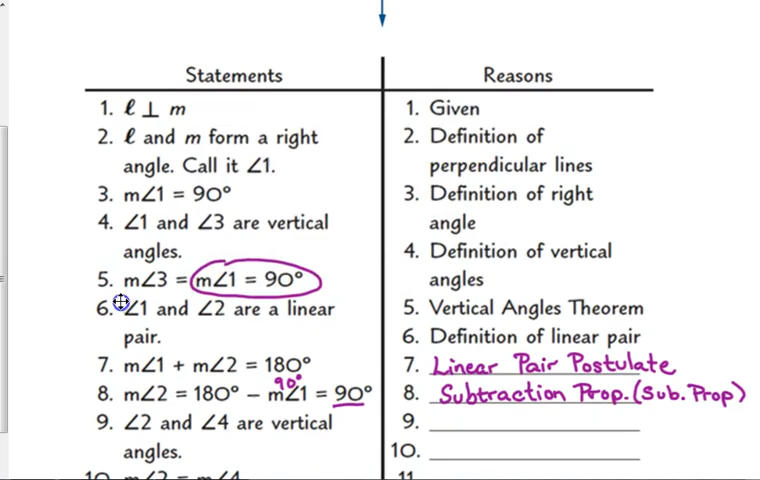 Statements
Reasons
1. ℓ ⊥ m
1. Given
2. ℓ and m form a right
angle. Call it ∠1.
2. Definition of
perpendicular lines
3. m∠1 = 90°
3. Definition of right
angle
4. ∠1 and ∠3 are vertical
angles.
4. Definition of vertical
angles
5. m∠3 = m∠1 = 90°
5. Vertical Angles Theorem
6. ∠1 and ∠2 are a linear
pair.
6. Definition of linear pair
7. m∠1 + m∠2 = 180°
7. Linear Pair Postulate
90°
8. m∠2 = 180° − m∠1 = 90°
8. Subtraction Prop. (Sub. Prop)
9. ∠2 and ∠4 are vertical
angles.
9.
10.
10. m∠2 = m∠4
11.